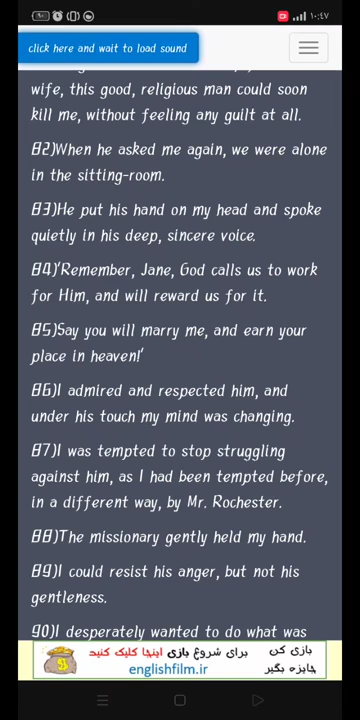 ۱۰:۴۷
click here and wait to load sound
wife, this good, religious man could soon
kill me, without feeling any guilt at all.
82)When he asked me again, we were alone
in the sitting-room.
83)He put his hand on my head and spoke
quietly in his deep, sincere voice.
84)'Remember, Jane, God calls us to work
for Him, and will reward us for it.
85)Say you will marry me, and earn your
place in heaven!'
86)I admired and respected him, and
under his touch my mind was changing.
87)I was tempted to stop struggling
against him, as I had been tempted before,
in a different way, by Mr. Rochester.
88)The missionary gently held my hand.
89)I could resist his anger, but not his
gentleness.
90)I desperately wanted to do what was
برای شروع بازی اینجا کلیک کنید
englishfilm.ir
بازی کن
جایزه بگیر